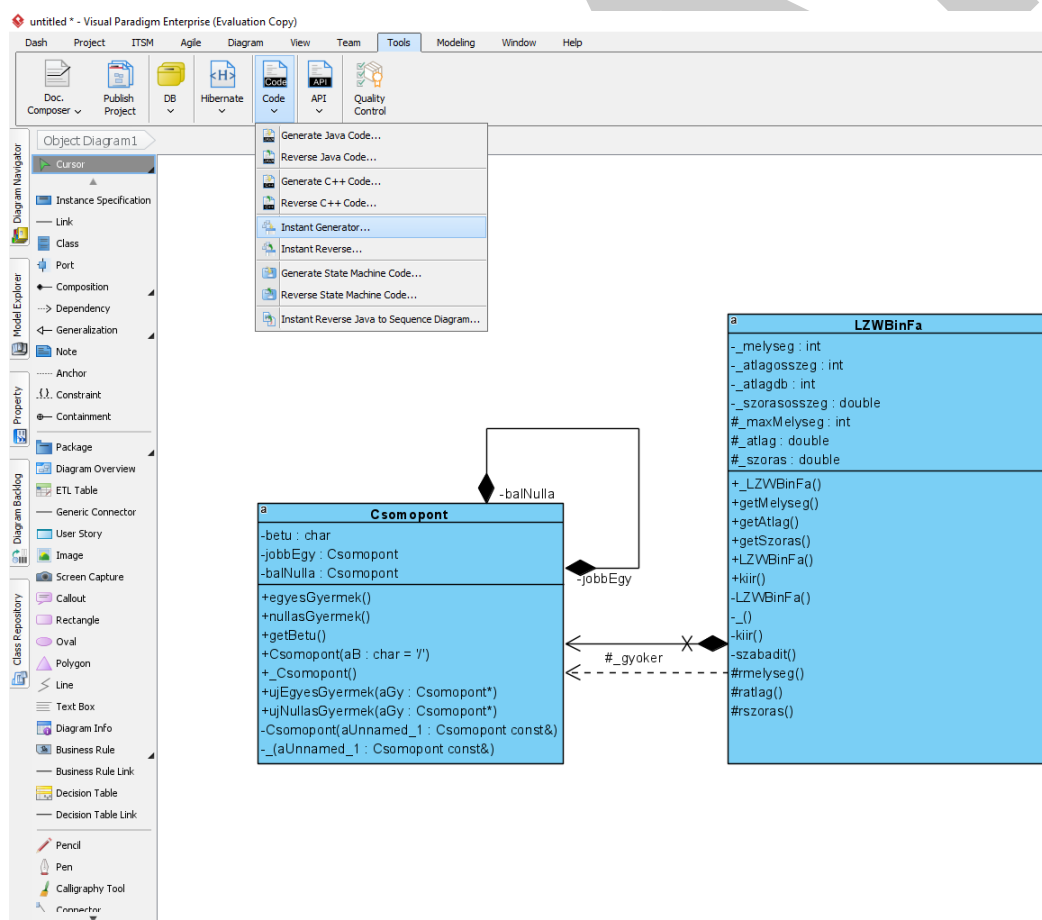 untitled * - Visual Paradigm Enterprise (Evaluation Copy)
Dash Project ITSM Agile Diagram View Team Tools Modeling Window Help
Doc. Composer
Publish Project
DB
<H>
Hibernate
Code
Code
API
API
Quality Control
Object Diagram1
Generate Java Code...
Reverse Java Code...
Generate C++ Code...
Reverse C++ Code...
Instant Generator...
Instant Reverse...
Generate State Machine Code...
Reverse State Machine Code...
Instant Reverse Java to Sequence Diagram...
Diagram Navigator
Model Explorer
Property
Diagram Backlog
Class Repository
Cursor
Instance Specification
Link
Class
Port
Composition
Dependency
Generalization
Note
Anchor
Constraint
Containment
Package
Diagram Overview
ETL Table
Generic Connector
User Story
Image
Screen Capture
Callout
Rectangle
Oval
Polygon
Line
Text Box
Diagram Info
Business Rule
Business Rule Link
Decision Table
Decision Table Link
Pencil
Pen
Calligraphy Tool
Connector
-balNulla
-jobbEgy
#_gyoker
a
Csomopont
-betu : char
-jobbEgy : Csomopont
-balNulla : Csomopont
+egyesGyermek()
+nullasGyermek()
+getBetu()
+Csomopont(aB : char = '/')
+_Csomopont()
+ujEgyesGyermek(aGy : Csomopont*)
+ujNullasGyermek(aGy : Csomopont*)
-Csomopont(aUnnamed_1 : Csomopont const&)
-_(aUnnamed_1 : Csomopont const&)
a
LZWBinFa
-_melyseg : int
-_atlagosszeg : int
-_atlagdb : int
-_szorasosszeg : double
#_maxMelyseg : int
#_atlag : double
#_szoras : double
+_LZWBinFa()
+getMelyseg()
+getAtlag()
+getSzoras()
+LZWBinFa()
+kiir()
-LZWBinFa()
-_()
-kiir()
-szabadit()
#rmelyseg()
#ratlag()
#rszoras()